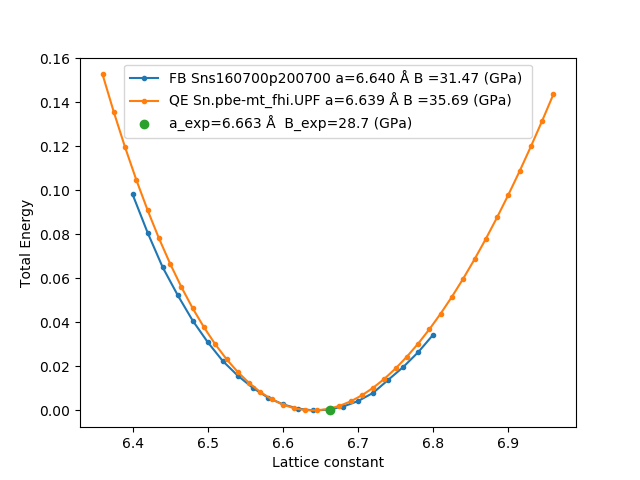 0.16
0.14
0.12
0.10
0.08
0.06
0.04
0.02
0.00
Total Energy
FB Sns160700p200700 a=6.640 Å B =31.47 (GPa)
QE Sn.pbe-mt_fhi.UPF a=6.639 Å B =35.69 (GPa)
a_exp=6.663 Å  B_exp=28.7 (GPa)
6.4 6.5 6.6 6.7 6.8 6.9
Lattice constant